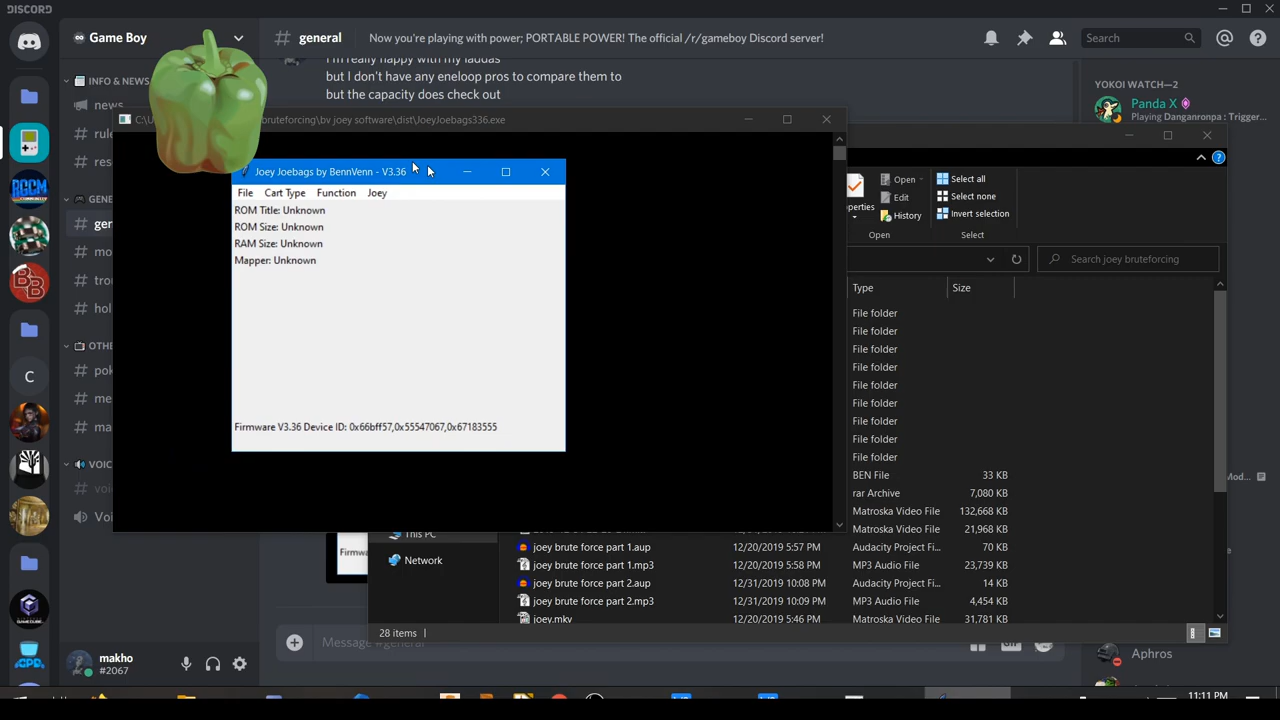 DISCORD
Game Boy
general
Now you're playing with power; PORTABLE POWER! The official /r/gameboy Discord server!
Search
I'm really happy with my laddas
but I don't have any eneloop pros to compare them to
but the capacity does check out
INFO & NEWS
news
C:\U
bruteforcing\bv joey software\dist\JoeyJoebags336.exe
Joey Joebags by BennVenn - V3.36
File Cart Type Function Joey
ROM Title: Unknown
ROM Size: Unknown
RAM Size: Unknown
Mapper: Unknown
Firmware V3.36 Device ID: 0x66bff57,0x55547067,0x67183555
YOKOI WATCH—2
Panda X
Playing Danganronpa : Trigger...
Open
Edit
History
Open
Select all
Select none
Invert selection
Select
Search joey bruteforcing
Type
Size
File folder
File folder
File folder
File folder
File folder
File folder
File folder
File folder
File folder
BEN File 33 KB
rar Archive 7,080 KB
Matroska Video File 132,668 KB
Matroska Video File 21,968 KB
This PC
Network
joey brute force part 1.aup 12/20/2019 5:57 PM Audacity Project Fi... 70 KB
joey brute force part 1.mp3 12/20/2019 5:58 PM MP3 Audio File 23,739 KB
joey brute force part 2.aup 12/31/2019 10:08 PM Audacity Project Fi... 14 KB
joey brute force part 2.mp3 12/31/2019 10:09 PM MP3 Audio File 4,454 KB
joey.mkv 12/20/2019 5:46 PM Matroska Video File 31,781 KB
28 items
Message #general
makho
#2067
Aphros
11:11 PM